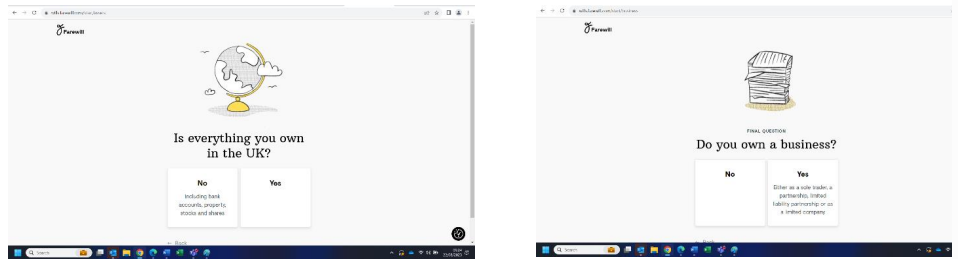 Farewill
Is everything you own
in the UK?
No
Including bank
accounts, property,
stocks and shares
Yes
← Back
Search
Farewill
FINAL QUESTION
Do you own a business?
No
Yes
Either as a sole trader, a
partnership, limited
liability partnership or as
a limited company
← Back
Search